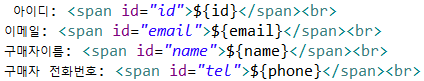 아이디: <span id="id">${id}</span><br>
이메일: <span id="email">${email}</span><br>
구매자이름: <span id="name">${name}</span><br>
구매자 전화번호: <span id="tel">${phone}</span><br>